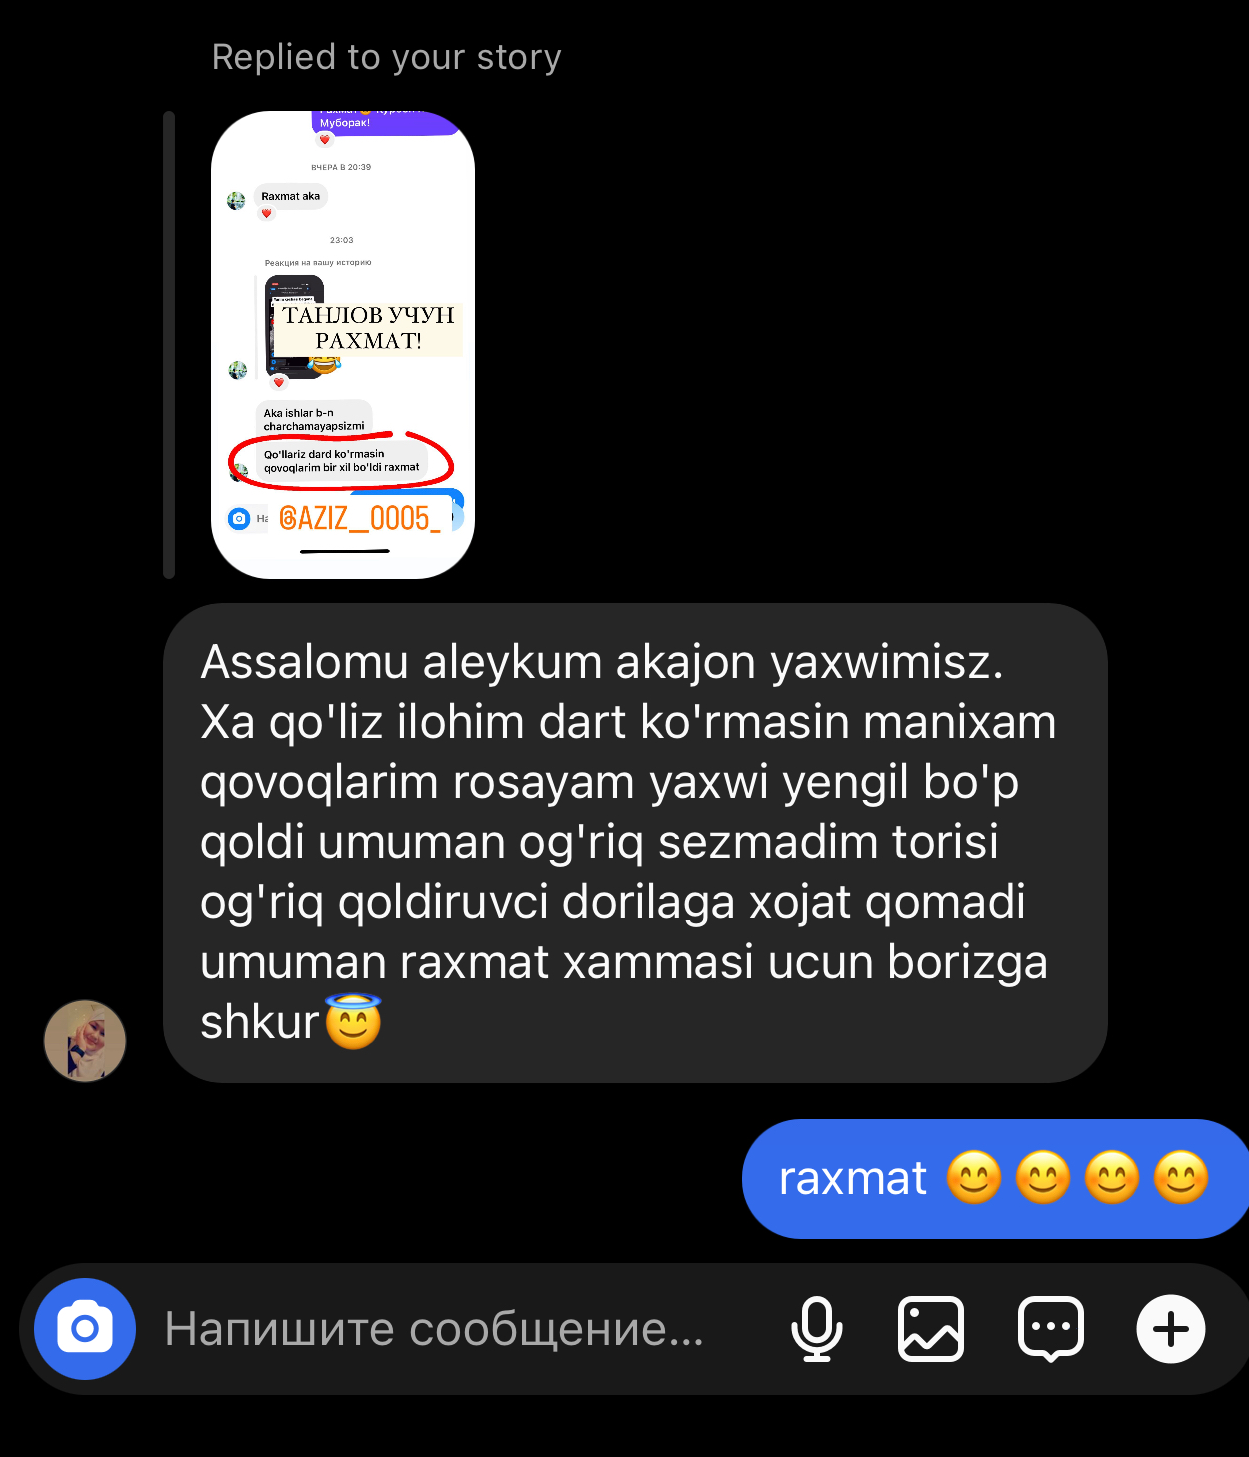 Replied to your story
Муборак!
ВЧЕРА В 20:39
Raxmat aka
23:03
Реакция на вашу историю
ТАНЛОВ УЧУН
РАХМАТ!
Aka ishlar b-n
charchamayapsizmi
Qo'llariz dard ko'rmasin
qovoqlarim bir xil bo'ldi raxmat
@AZIZ__0005_
Assalomu aleykum akajon yaxwimisz.
Xa qo'liz ilohim dart ko'rmasin manixam
qovoqlarim rosayam yaxwi yengil bo'p
qoldi umuman og'riq sezmadim torisi
og'riq qoldiruvci dorilaga xojat qomadi
umuman raxmat xammasi ucun borizga
shkur😇
raxmat 😊 😊 😊 😊
Напишите сообщение...